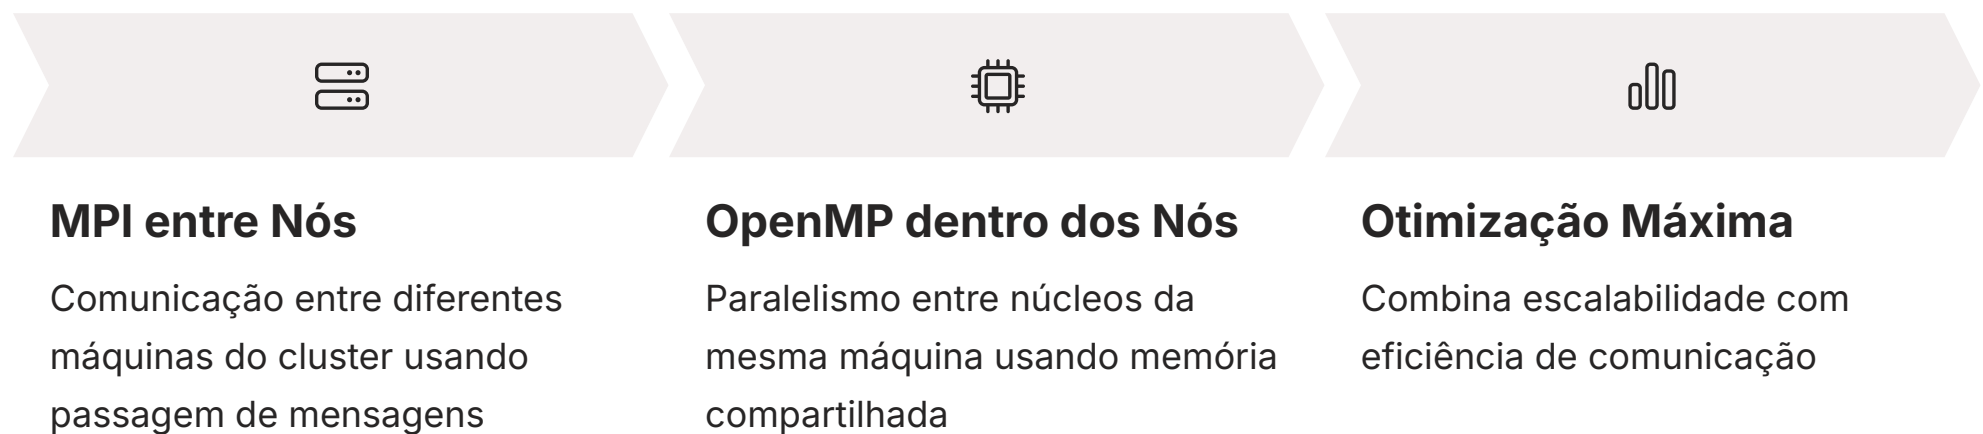 MPI entre Nós
Comunicação entre diferentes
máquinas do cluster usando
passagem de mensagens
OpenMP dentro dos Nós
Paralelismo entre núcleos da
mesma máquina usando memória
compartilhada
Otimização Máxima
Combina escalabilidade com
eficiência de comunicação